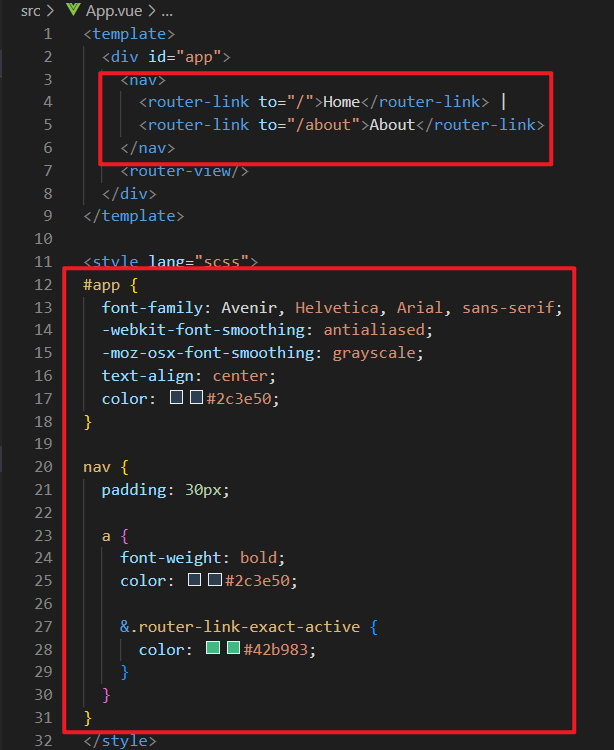 src > App.vue > ...
1 <template>
2   <div id="app">
3     <nav>
4       <router-link to="/">Home</router-link> |
5       <router-link to="/about">About</router-link>
6     </nav>
7     <router-view/>
8   </div>
9 </template>
10
11 <style lang="scss">
12 #app {
13   font-family: Avenir, Helvetica, Arial, sans-serif;
14   -webkit-font-smoothing: antialiased;
15   -moz-osx-font-smoothing: grayscale;
16   text-align: center;
17   color: #2c3e50;
18 }
19
20 nav {
21   padding: 30px;
22
23   a {
24     font-weight: bold;
25     color: #2c3e50;
26
27     &.router-link-exact-active {
28       color: #42b983;
29     }
30   }
31 }
32 </style>